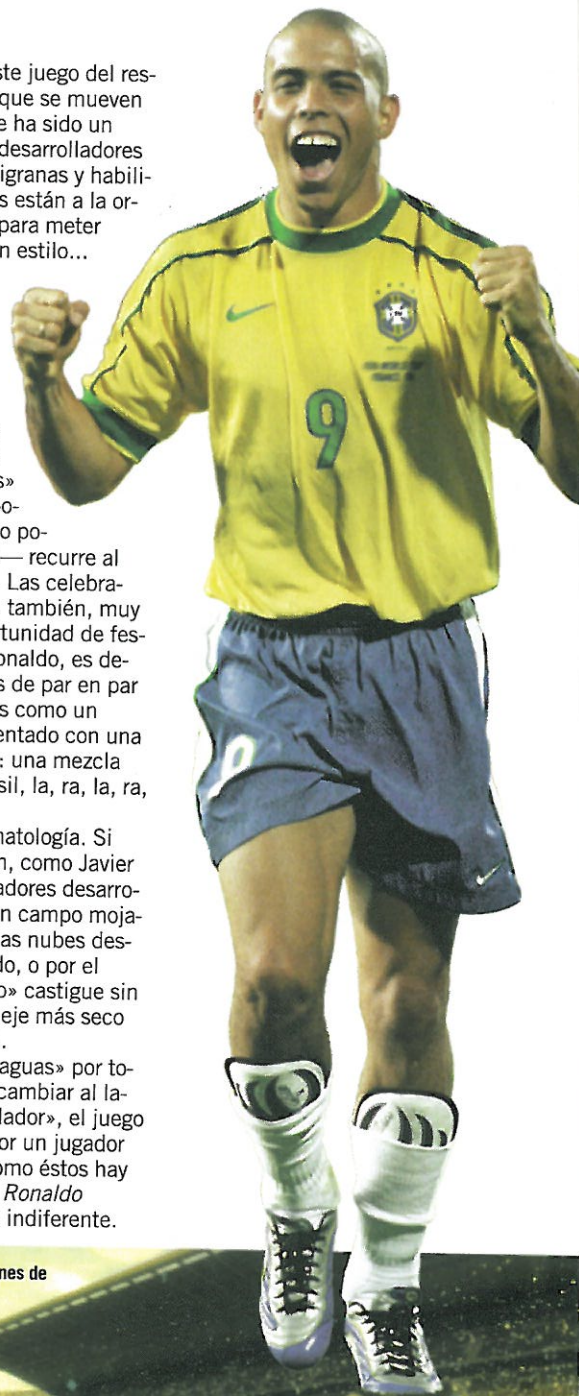 ste juego del res-
que se mueven
e ha sido un
desarrolladores
igranas y habili-
s están a la or-
para meter
n estilo...
s»
o-
o po-
— recurre al
Las celebra-
también, muy
tunidad de fes-
onaldo, es de-
s de par en par
s como un
entado con una
: una mezcla
sil, la, ra, la, ra,
natología. Si
n, como Javier
adores desarro-
n campo moja-
as nubes des-
do, o por el
o» castigue sin
eje más seco
.
aguas» por to-
cambiar al la-
lador», el juego
or un jugador
omo éstos hay
Ronaldo
indiferente.
nes de
9
9